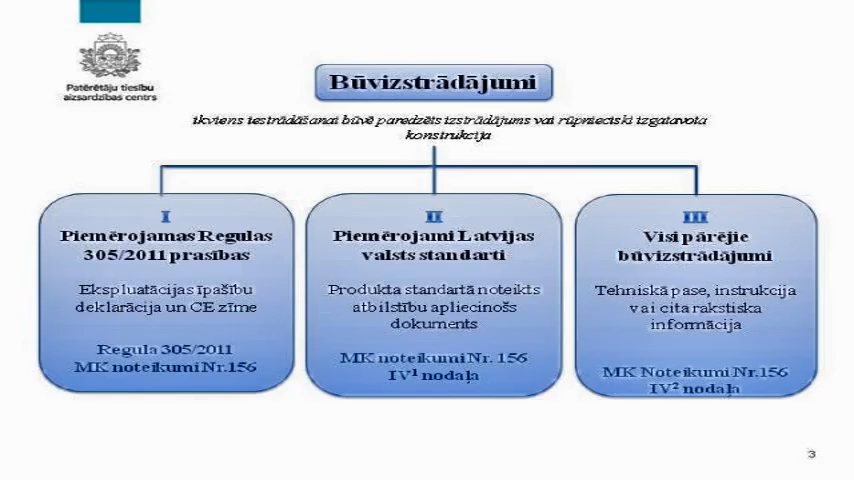 Patērētāju tiesību
aizsardzības centrs
Būvizstrādājumi
ikviens iestrādāšanai būvē paredzēts izstrādājums vai rūpnieciski izgatavota
konstrukcija
I
Piemērojamas Regulas
305/2011 prasības
Ekspluatācijas īpašību
deklarācija un CE zīme
Regula 305/2011
MK noteikumi Nr.156
II
Piemērojami Latvijas
valsts standarti
Produkta standartā noteikts
atbilstību apliecinošs
dokuments
MK noteikumi Nr. 156
IV¹ nodaļa
III
Visi pārējie
būvizstrādājumi
Tehniskā pase, instrukcija
vai cita rakstiska
informācija
MK Noteikumi Nr.156
IV² nodaļa
3